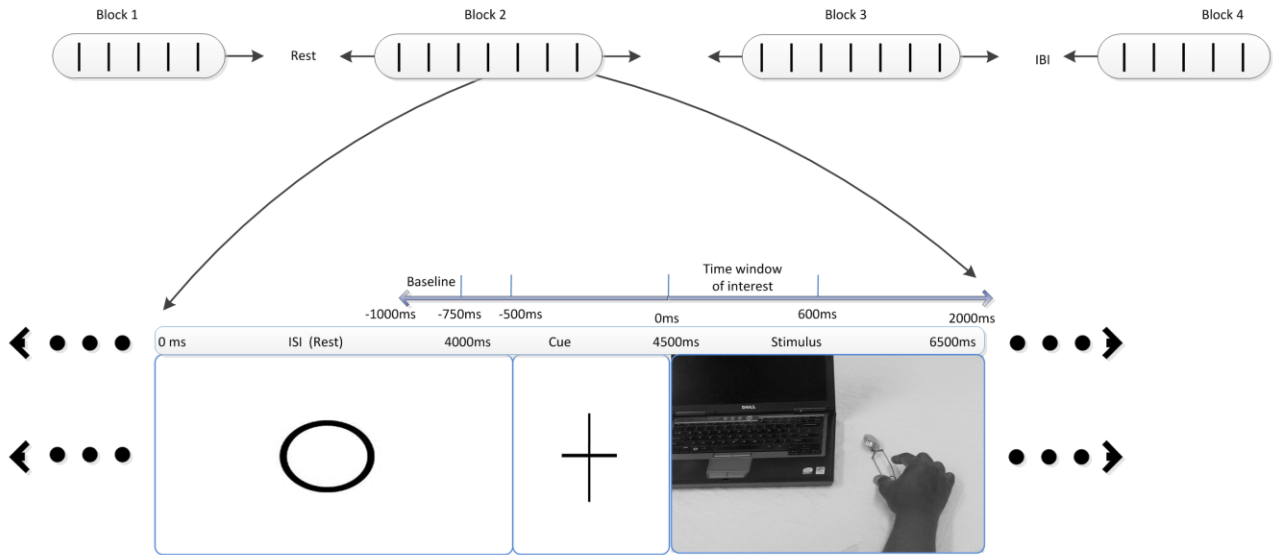 Block 1
Block 2
Block 3
Block 4
Rest
IBI
Baseline
Time window
of interest
-1000ms
-750ms
-500ms
0ms
600ms
2000ms
0 ms
ISI (Rest)
4000ms
Cue
4500ms
Stimulus
6500ms
DELL